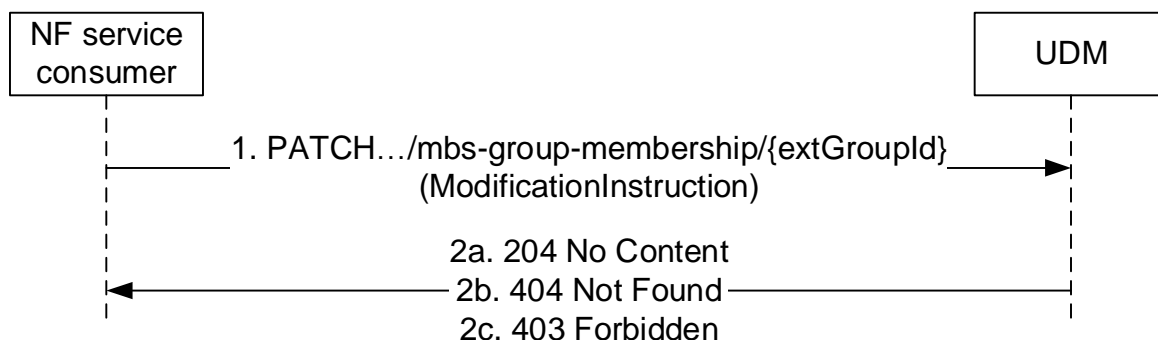 NF service
consumer
UDM
1. PATCH…/mbs-group-membership/{extGroupId}
(ModificationInstruction)
2a. 204 No Content
2b. 404 Not Found
2c. 403 Forbidden